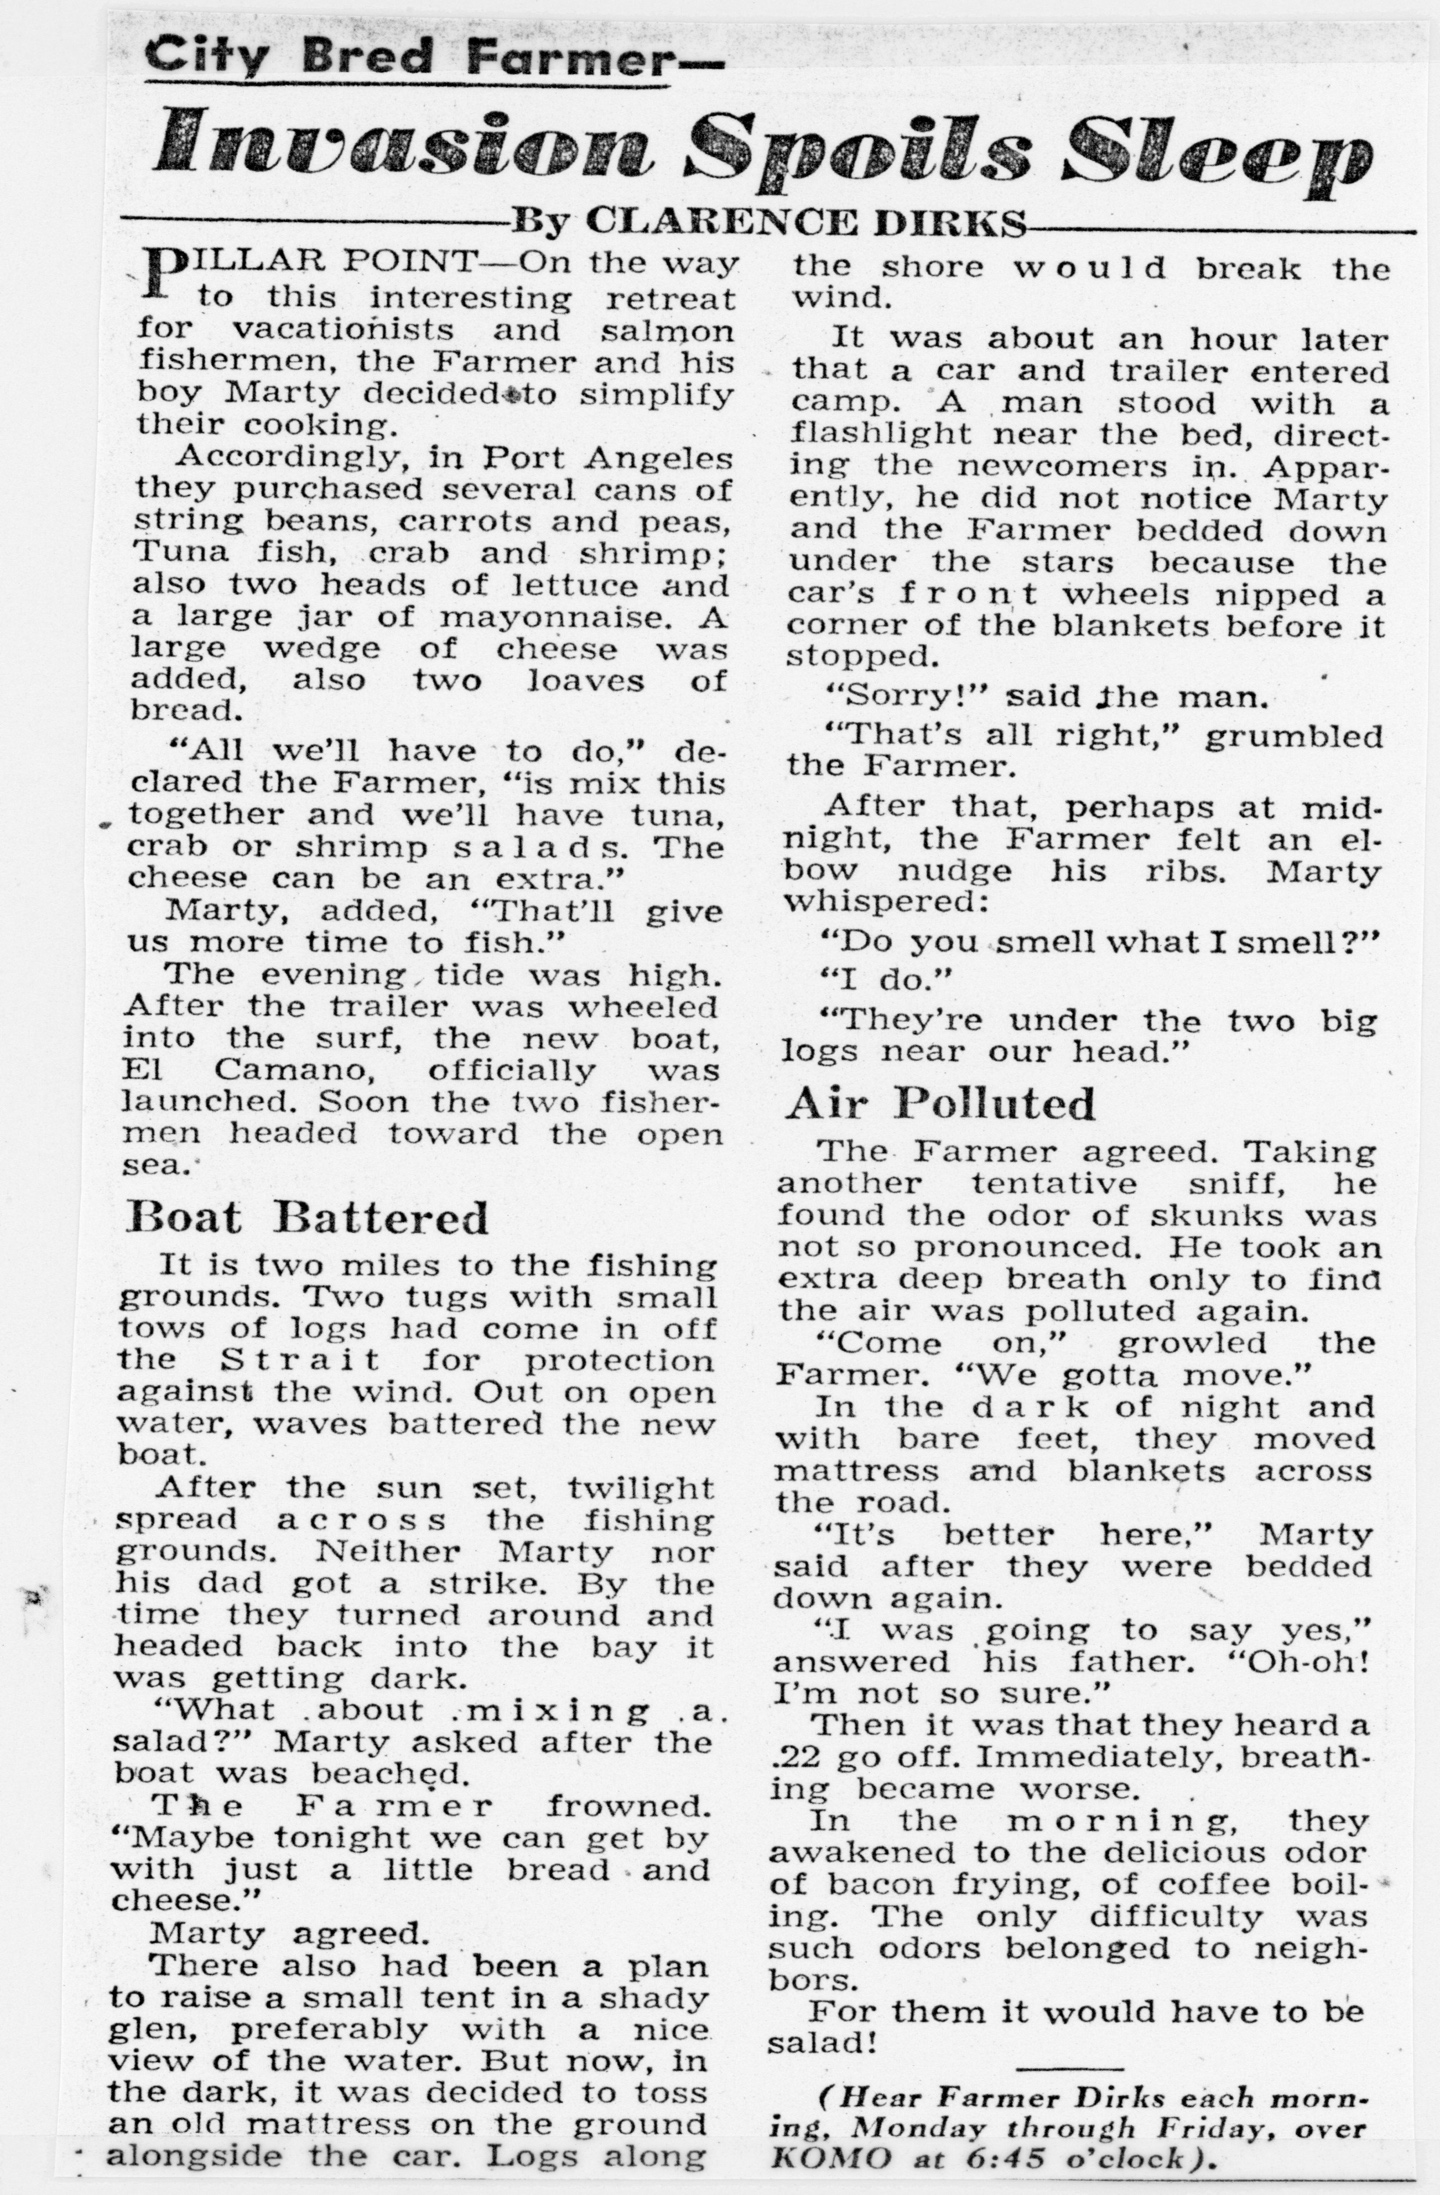 City Bred Farmer—
Invasion Spoils Sleep
By CLARENCE DIRKS
PILLAR POINT—On the way
to this interesting retreat
for vacationists and salmon
fishermen, the Farmer and his
boy Marty decided to simplify
their cooking.
Accordingly, in Port Angeles
they purchased several cans of
string beans, carrots and peas,
Tuna fish, crab and shrimp;
also two heads of lettuce and
a large jar of mayonnaise. A
large wedge of cheese was
added, also two loaves of
bread.
"All we'll have to do," de-
clared the Farmer, "is mix this
together and we'll have tuna,
crab or shrimp salads. The
cheese can be an extra."
Marty, added, "That'll give
us more time to fish."
The evening tide was high.
After the trailer was wheeled
into the surf, the new boat,
El Camano, officially was
launched. Soon the two fisher-
men headed toward the open
sea.
Boat Battered
It is two miles to the fishing
grounds. Two tugs with small
tows of logs had come in off
the Strait for protection
against the wind. Out on open
water, waves battered the new
boat.
After the sun set, twilight
spread across the fishing
grounds. Neither Marty nor
his dad got a strike. By the
time they turned around and
headed back into the bay it
was getting dark.
"What about mixing a
salad?" Marty asked after the
boat was beached.
The Farmer frowned.
"Maybe tonight we can get by
with just a little bread and
cheese."
Marty agreed.
There also had been a plan
to raise a small tent in a shady
glen, preferably with a nice
view of the water. But now, in
the dark, it was decided to toss
an old mattress on the ground
alongside the car. Logs along
the shore would break the
wind.
It was about an hour later
that a car and trailer entered
camp. A man stood with a
flashlight near the bed, direct-
ing the newcomers in. Appar-
ently, he did not notice Marty
and the Farmer bedded down
under the stars because the
car's front wheels nipped a
corner of the blankets before it
stopped.
"Sorry!" said the man.
"That's all right," grumbled
the Farmer.
After that, perhaps at mid-
night, the Farmer felt an el-
bow nudge his ribs. Marty
whispered:
"Do you smell what I smell?"
"I do."
"They're under the two big
logs near our head."
Air Polluted
The Farmer agreed. Taking
another tentative sniff, he
found the odor of skunks was
not so pronounced. He took an
extra deep breath only to find
the air was polluted again.
"Come on," growled the
Farmer. "We gotta move."
In the dark of night and
with bare feet, they moved
mattress and blankets across
the road.
"It's better here," Marty
said after they were bedded
down again.
"I was going to say yes,"
answered his father. "Oh-oh!
I'm not so sure."
Then it was that they heard a
.22 go off. Immediately, breath-
ing became worse.
In the morning, they
awakened to the delicious odor
of bacon frying, of coffee boil-
ing. The only difficulty was
such odors belonged to neigh-
bors.
For them it would have to be
salad!
(Hear Farmer Dirks each morn-
ing, Monday through Friday, over
KOMO at 6:45 o'clock).